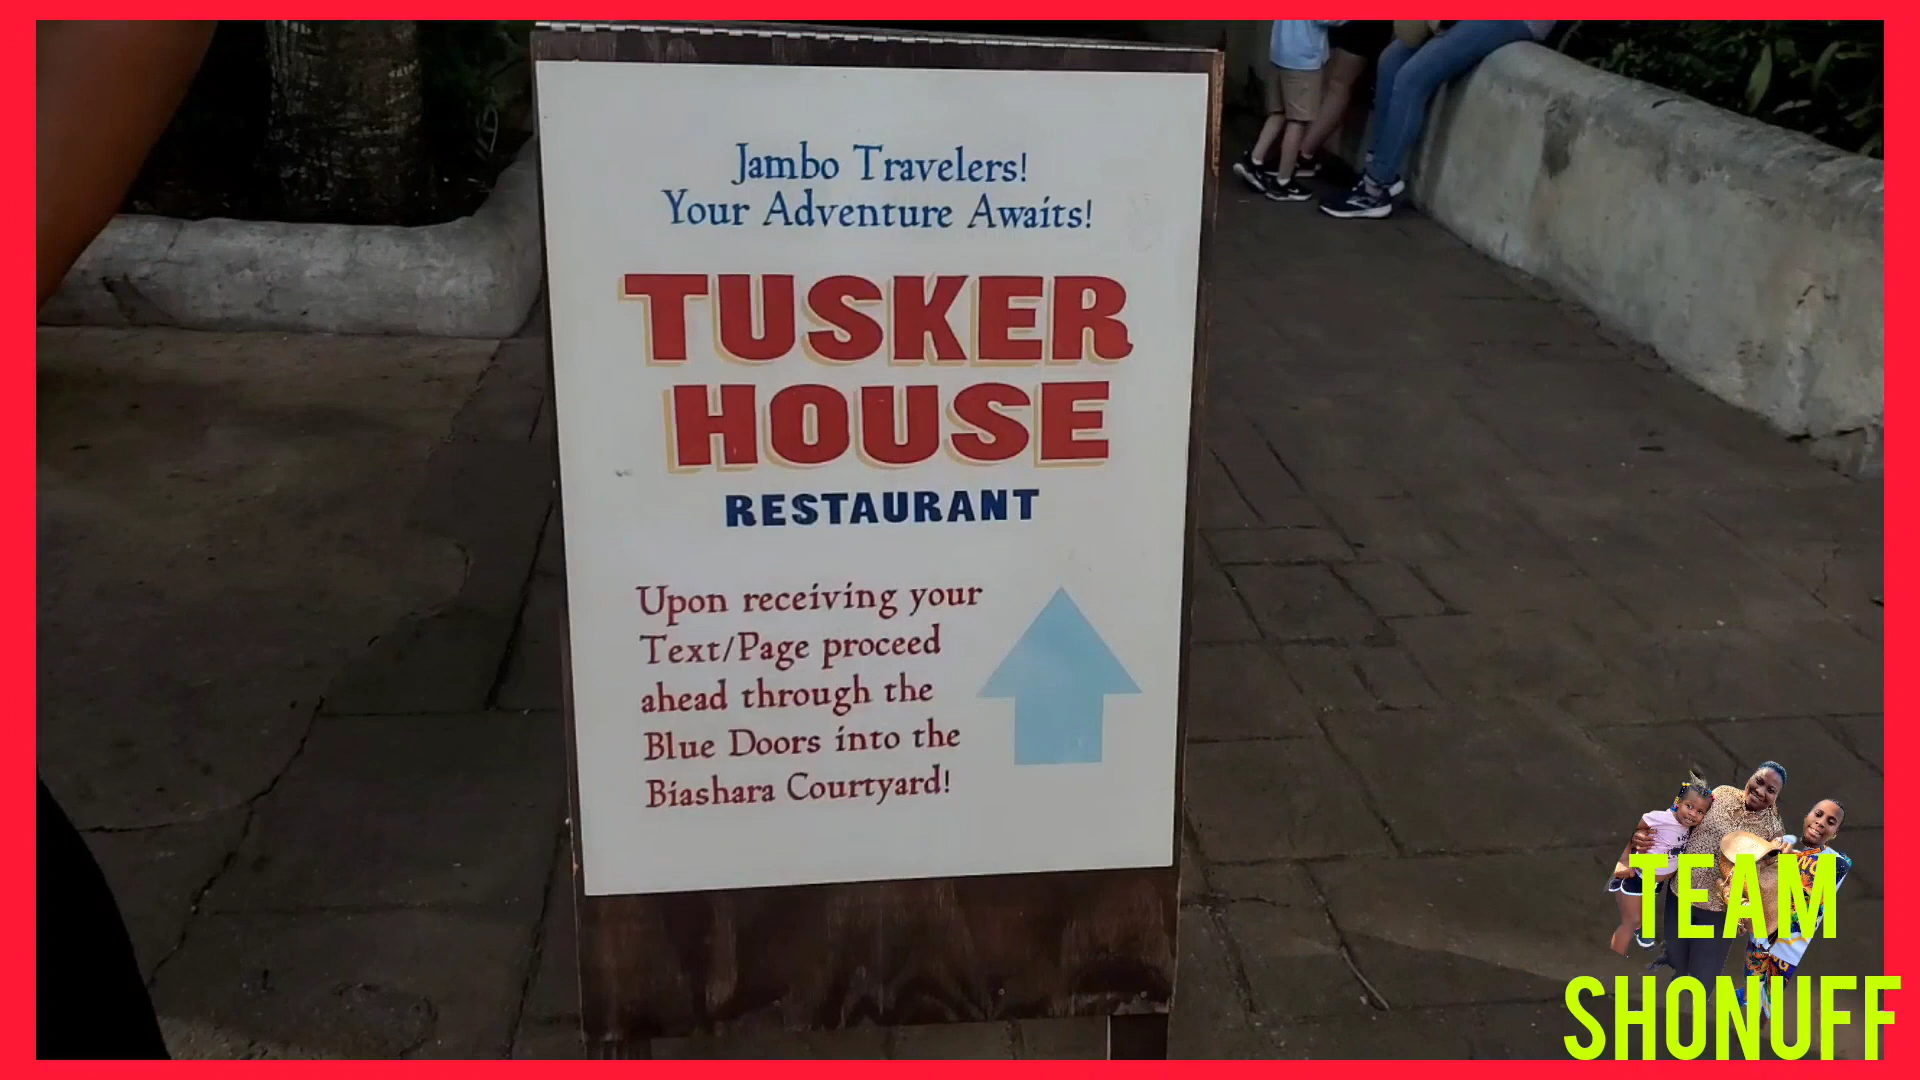 Jambo Travelers!
Your Adventure Awaits!
TUSKER
HOUSE
RESTAURANT
Upon receiving your
Text/Page proceed
ahead through the
Blue Doors into the
Biashara Courtyard!
TEAM
SHONUFF